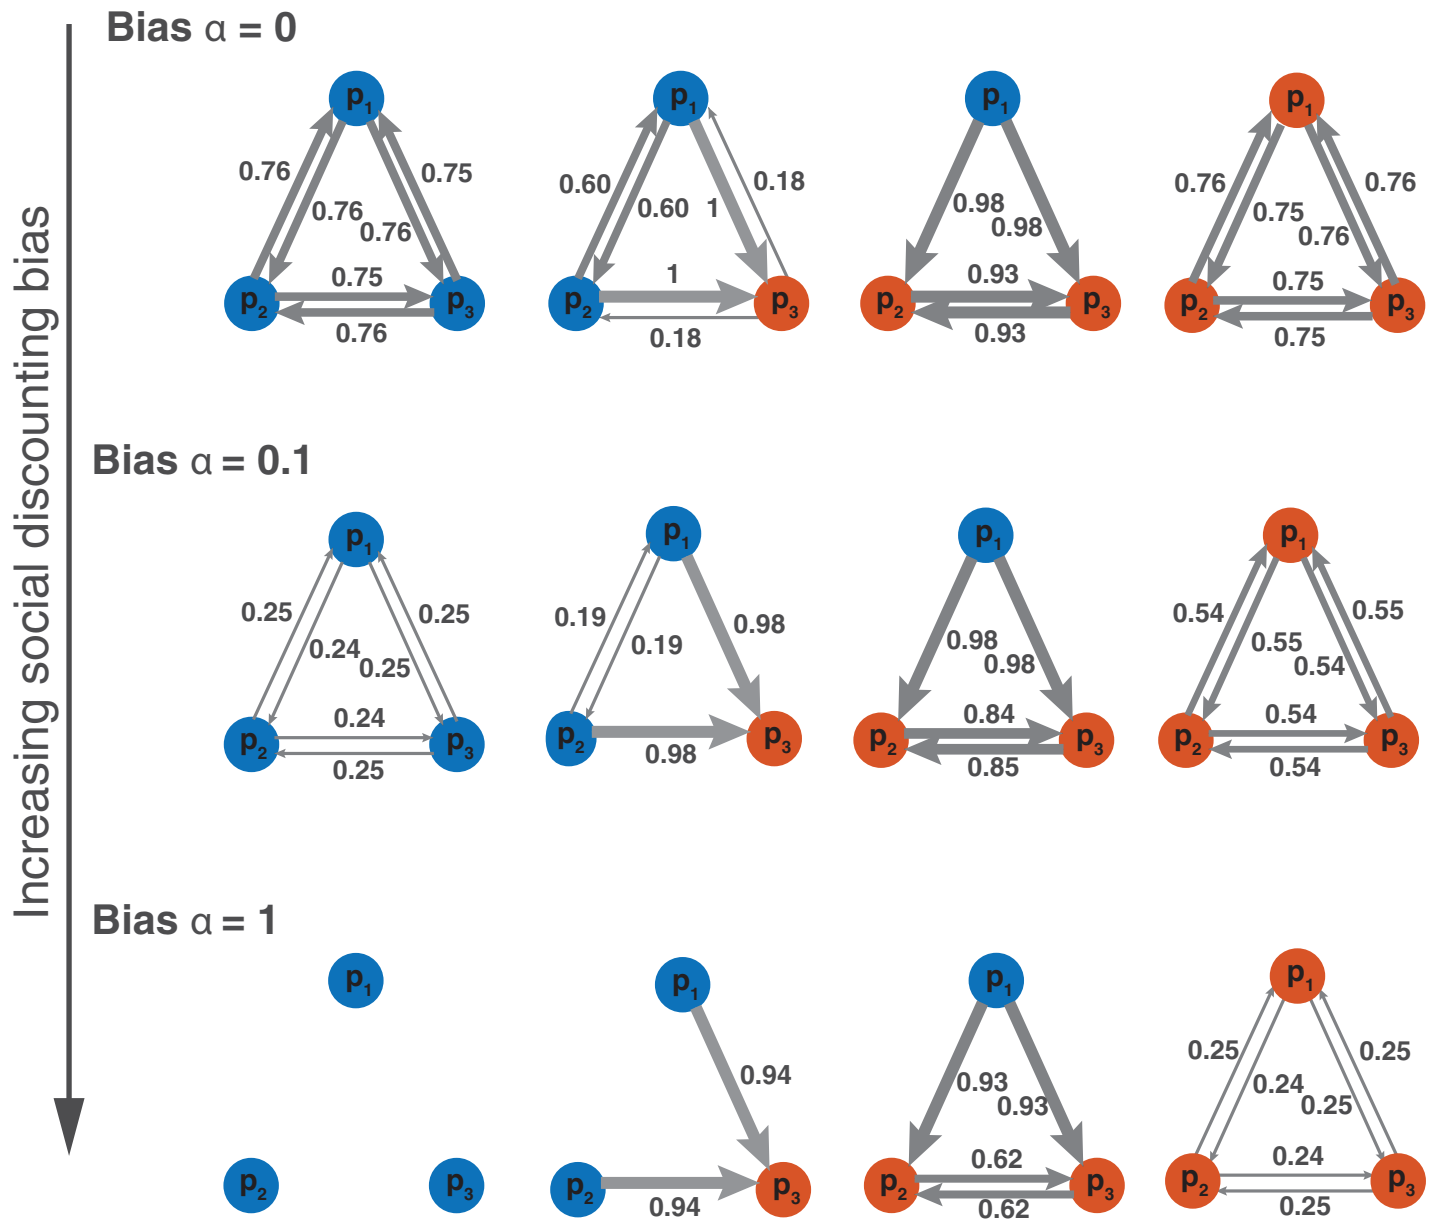 Increasing social discounting bias
Bias α = 0
p1
p1
p1
p1
0.76
0.75
0.76
0.76
0.75
0.76
p2
p3
0.60
0.18
0.60
1
1
0.18
p2
p3
0.98
0.98
0.93
0.93
p2
p3
0.76
0.76
0.75
0.76
0.75
0.75
p2
p3
Bias α = 0.1
p1
p1
p1
p1
0.25
0.25
0.24
0.25
0.24
0.25
p2
p3
0.19
0.98
0.19
0.98
p2
p3
0.98
0.98
0.84
0.85
p2
p3
0.54
0.55
0.55
0.54
0.54
0.54
p2
p3
Bias α = 1
p1
p1
p1
p1
p2
p3
0.94
0.94
p2
p3
0.93
0.93
0.62
0.62
p2
p3
0.25
0.25
0.24
0.25
0.24
0.25
p2
p3